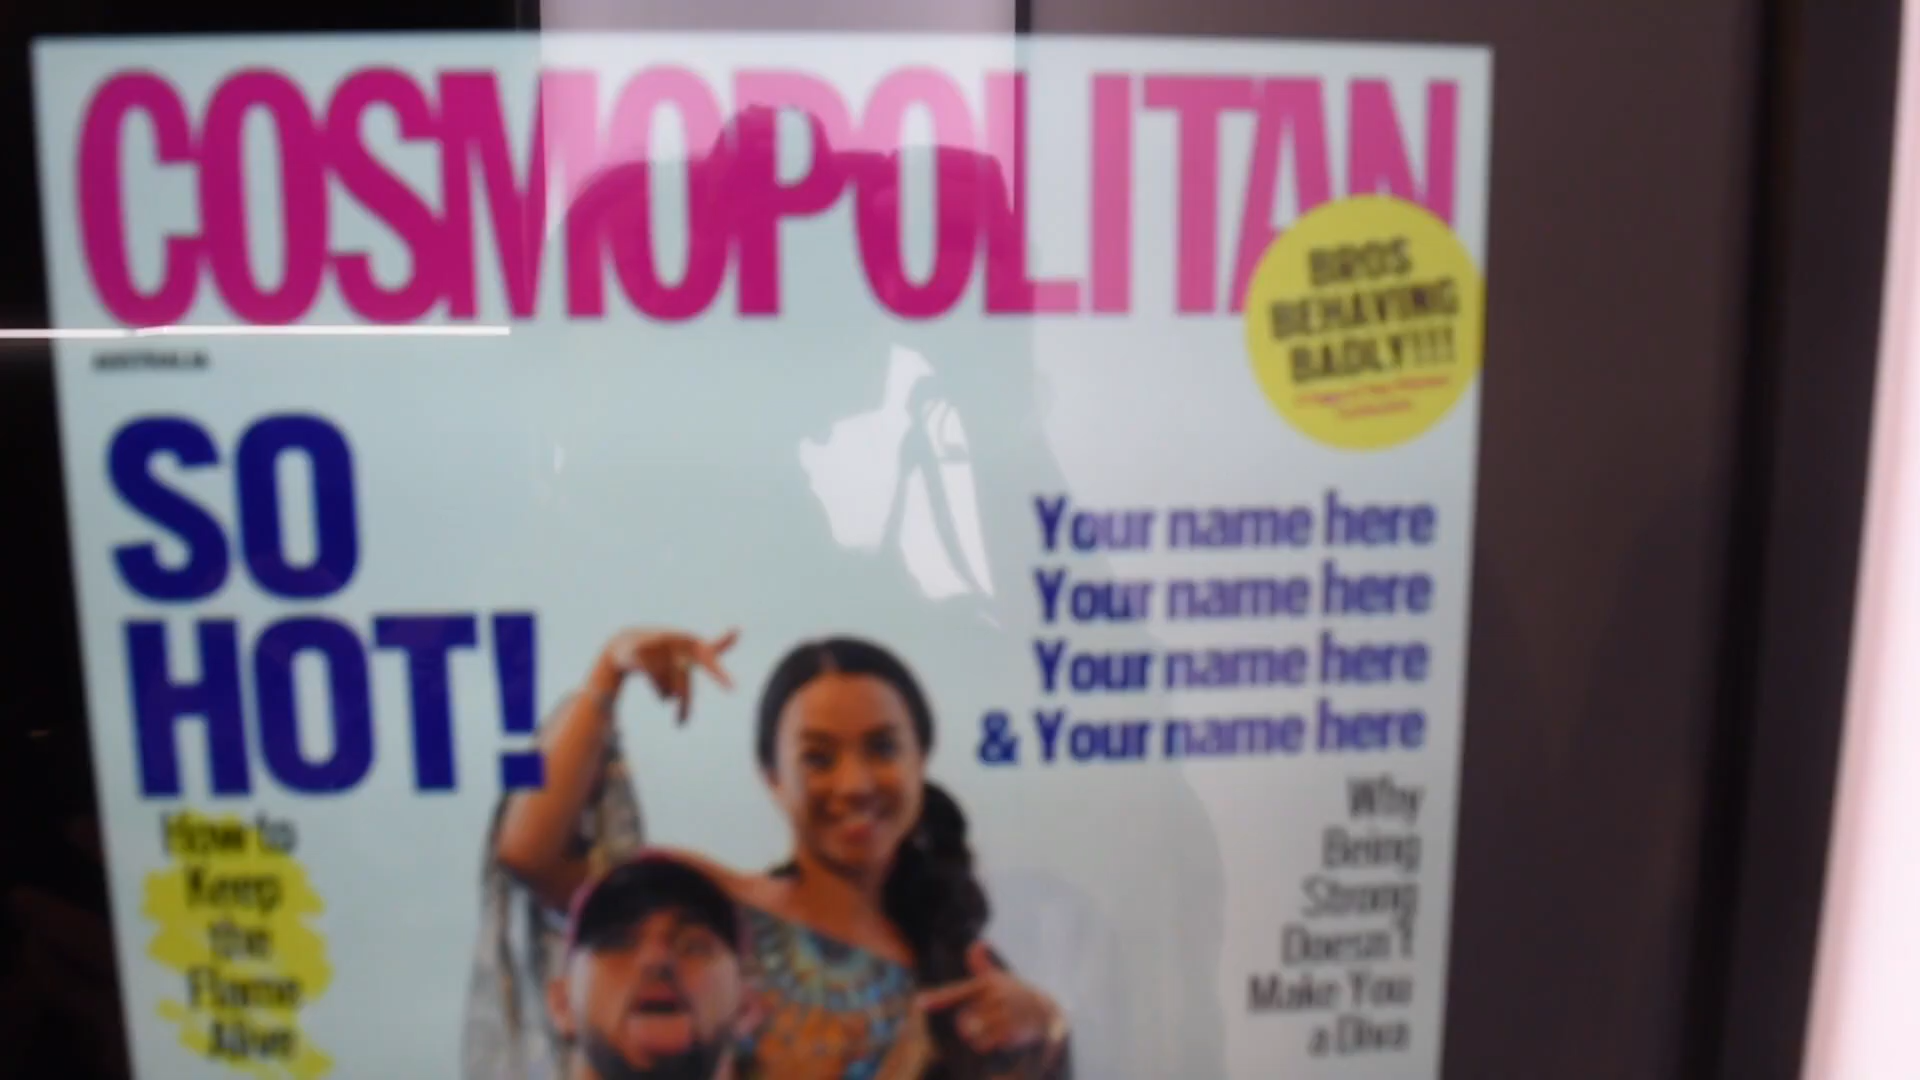 COSMOPOLITAN
AUSTRALIA
BROS
BEHAVING
BADLY!!!!
SO
HOT!
Your name here
Your name here
Your name here
& Your name here
How to
Keep
the
Flame
Alive
Why
Being
Strong
Doesn't
Make You
a Diva